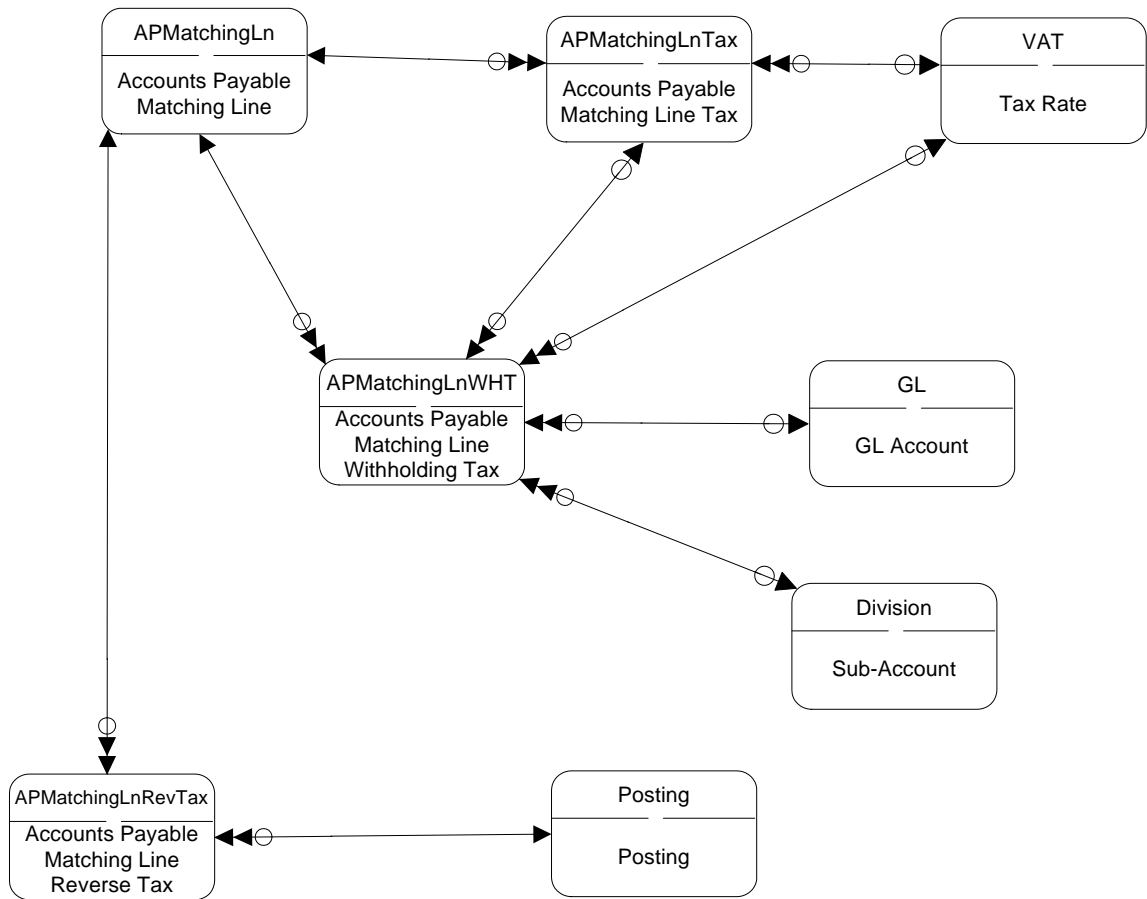 APMatchingLn
Accounts Payable
Matching Line
APMatchingLnTax
Accounts Payable
Matching Line Tax
VAT
Tax Rate
APMatchingLnWHT
Accounts Payable
Matching Line
Withholding Tax
GL
GL Account
Division
Sub-Account
APMatchingLnRevTax
Accounts Payable
Matching Line
Reverse Tax
Posting
Posting